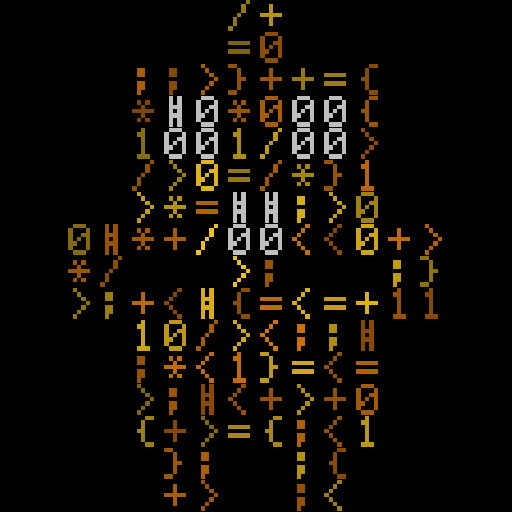 /+
=0
;;>}++={
*H0*000{
1001/00>
/>0=/*}1
>*=HH;>0
0H*+/00<<0+>
*/ >; ;}
>;+<H{=<=+11
10/><;;H
;*<1}=<=
>;H<+>+0
{+>={;<1
}; ;{
+> ;<